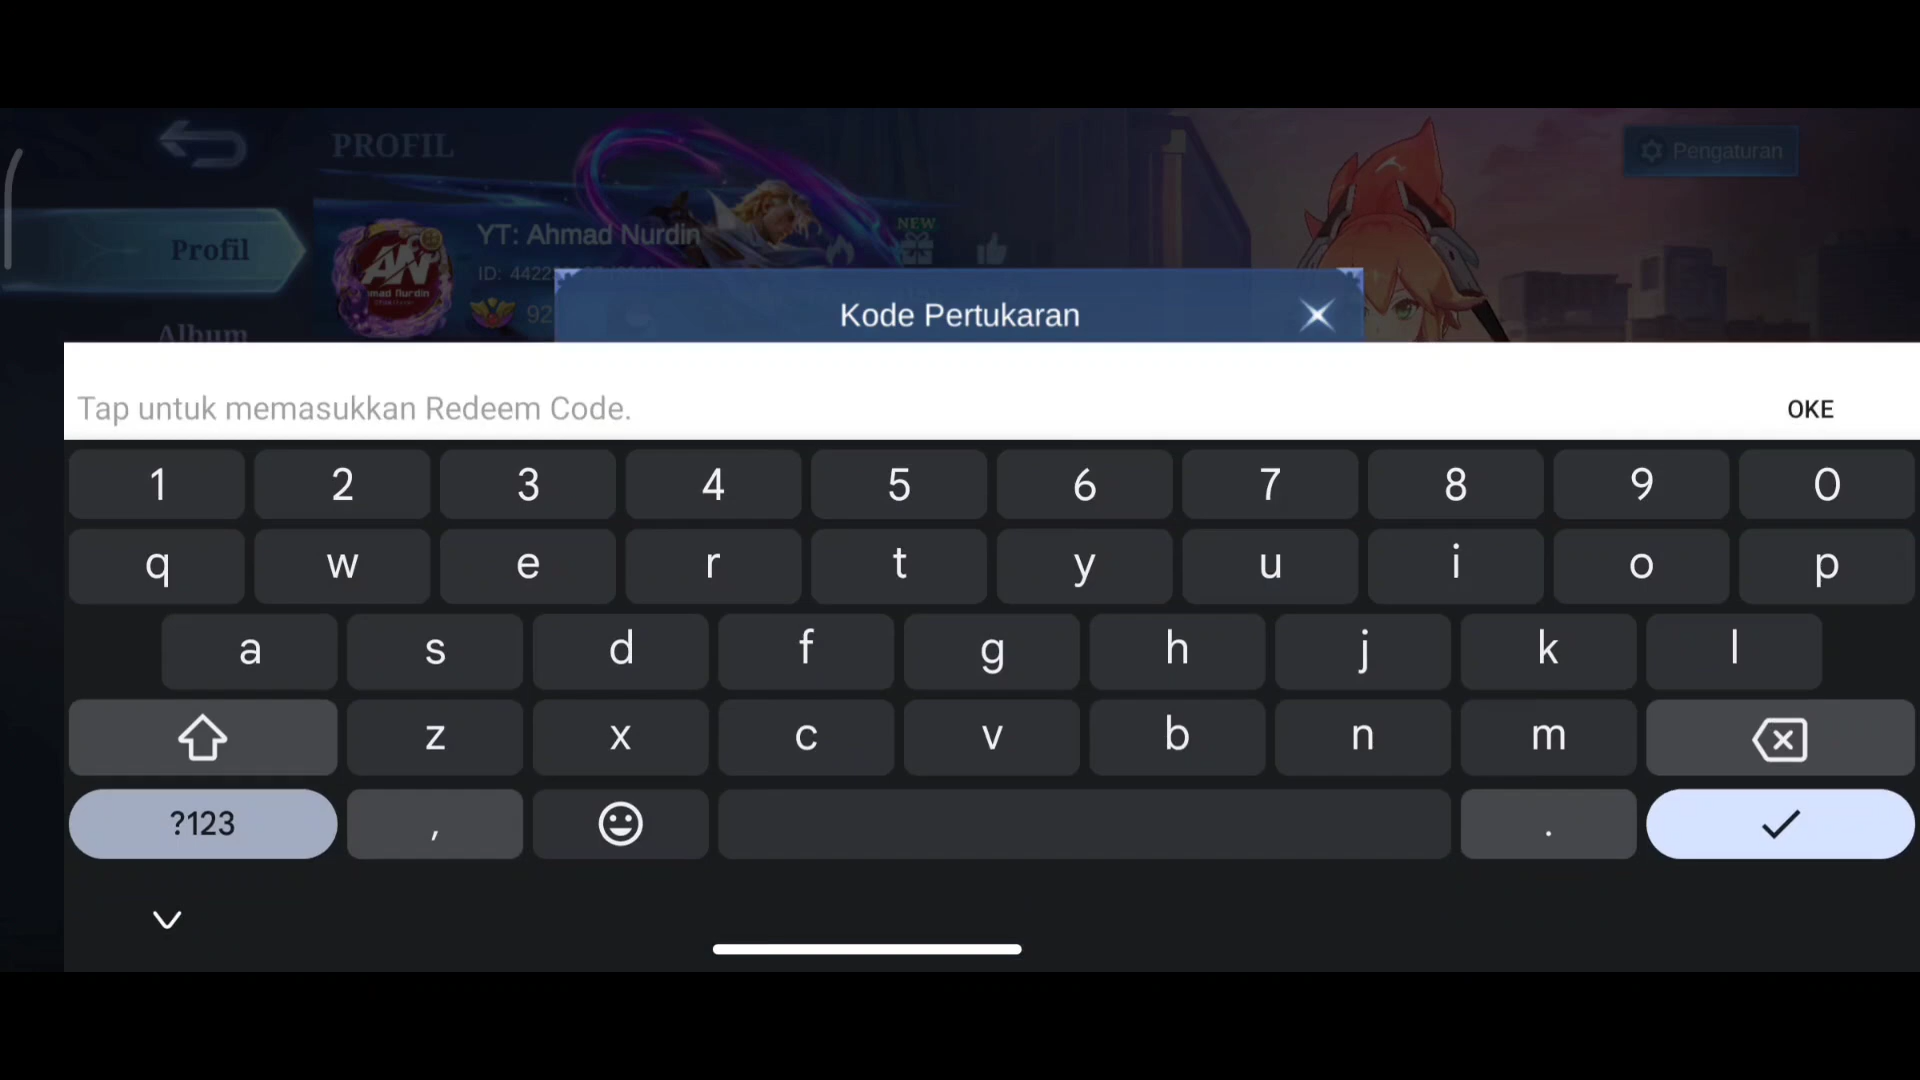 PROFIL
Pengaturan
Profil
NEW
YT: Ahmad Nurdin
AN
Album
Kode Pertukaran
Tap untuk memasukkan Redeem Code.
OKE
1 2 3 4 5 6 7 8 9 0
q w e r t y u i o p
a s d f g h j k l
z x c v b n m
?123 , .